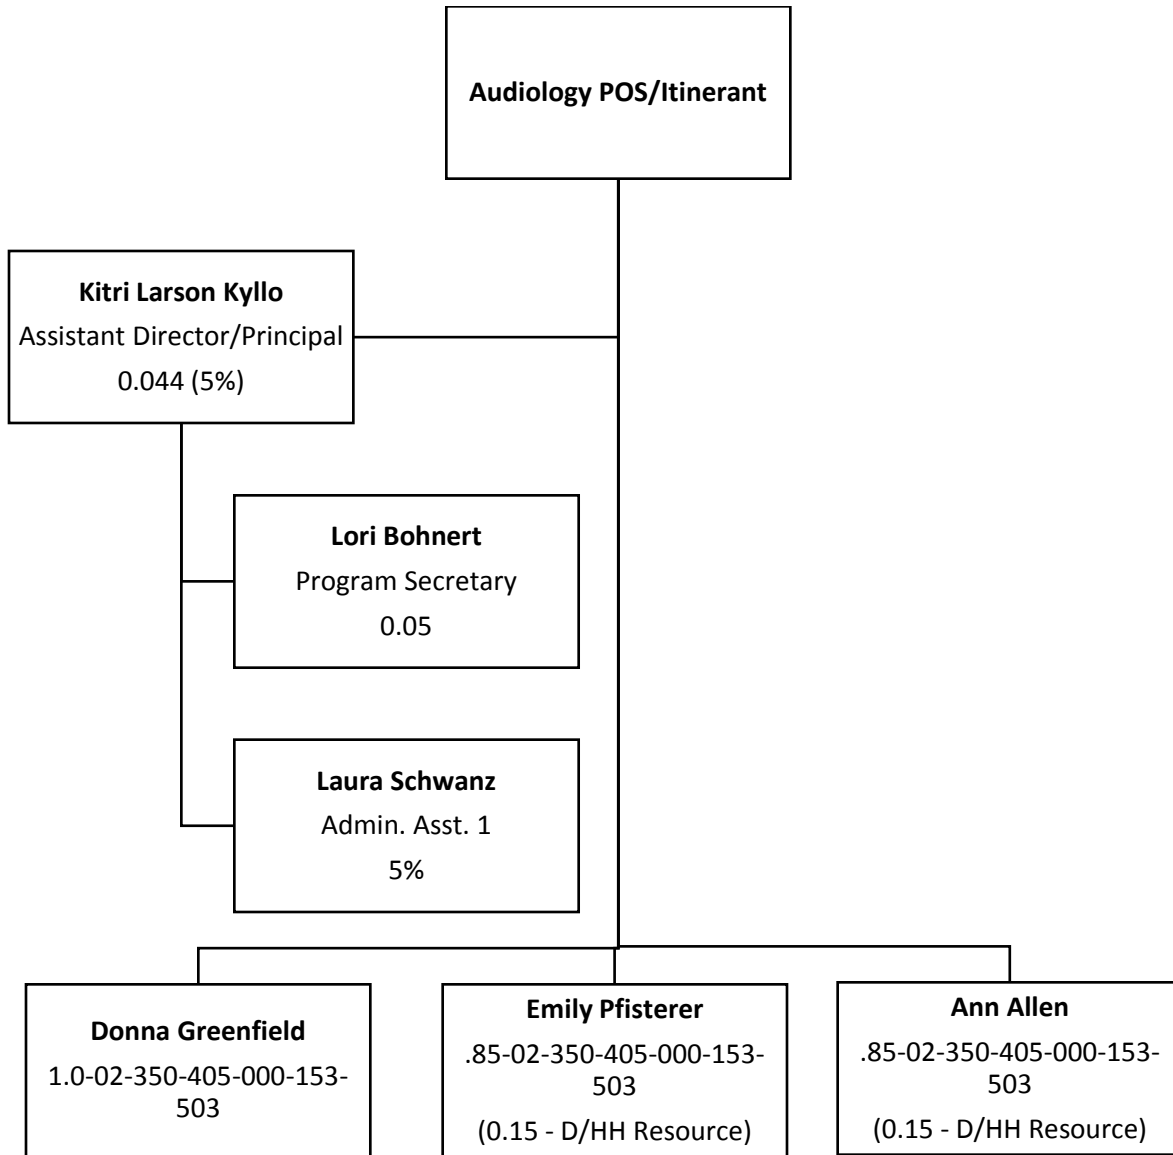 Audiology POS/Itinerant
Kitri Larson Kyllo
Assistant Director/Principal
0.044 (5%)
Lori Bohnert
Program Secretary
0.05
Laura Schwanz
Admin. Asst. 1
5%
Donna Greenfield
1.0-02-350-405-000-153-
503
Emily Pfisterer
.85-02-350-405-000-153-
503
(0.15 - D/HH Resource)
Ann Allen
.85-02-350-405-000-153-
503
(0.15 - D/HH Resource)